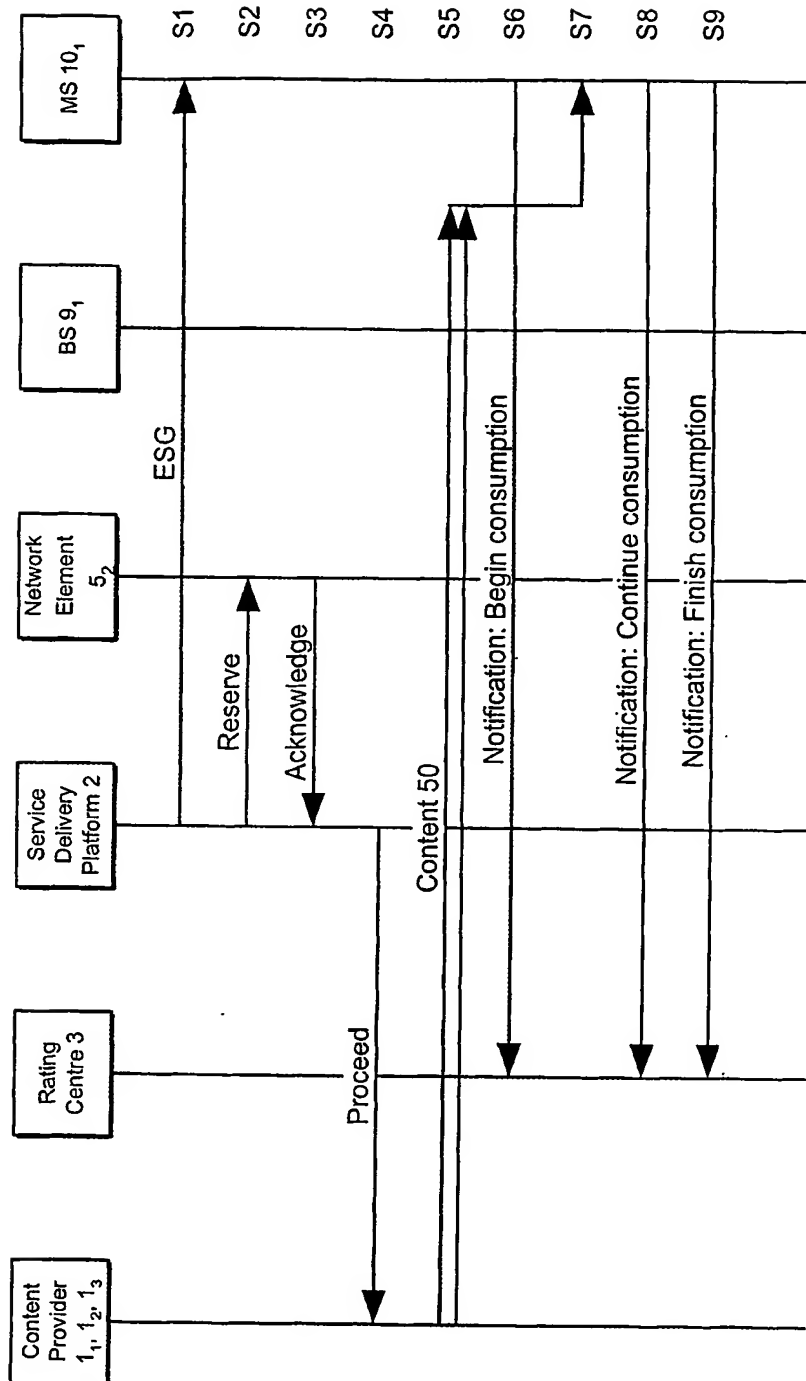 Content
Provider
1₁, 1₂, 1₃
Rating
Centre 3
Service
Delivery
Platform 2
Network
Element
5₂
BS 9₁
MS 10₁
ESG
S1
Reserve
S2
Acknowledge
S3
Proceed
S4
Content 50
S5
Notification: Begin consumption
S6
S7
Notification: Continue consumption
S8
Notification: Finish consumption
S9